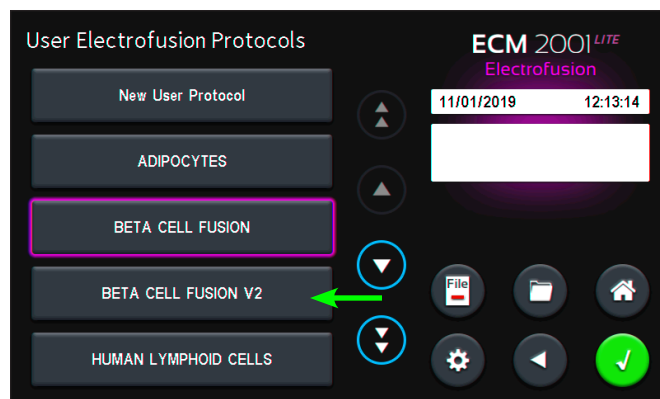 User Electrofusion Protocols
New User Protocol
ADIPOCYTES
BETA CELL FUSION
BETA CELL FUSION V2
HUMAN LYMPHOID CELLS
ECM 2001 LITE
Electrofusion
11/01/2019 12:13:14
File